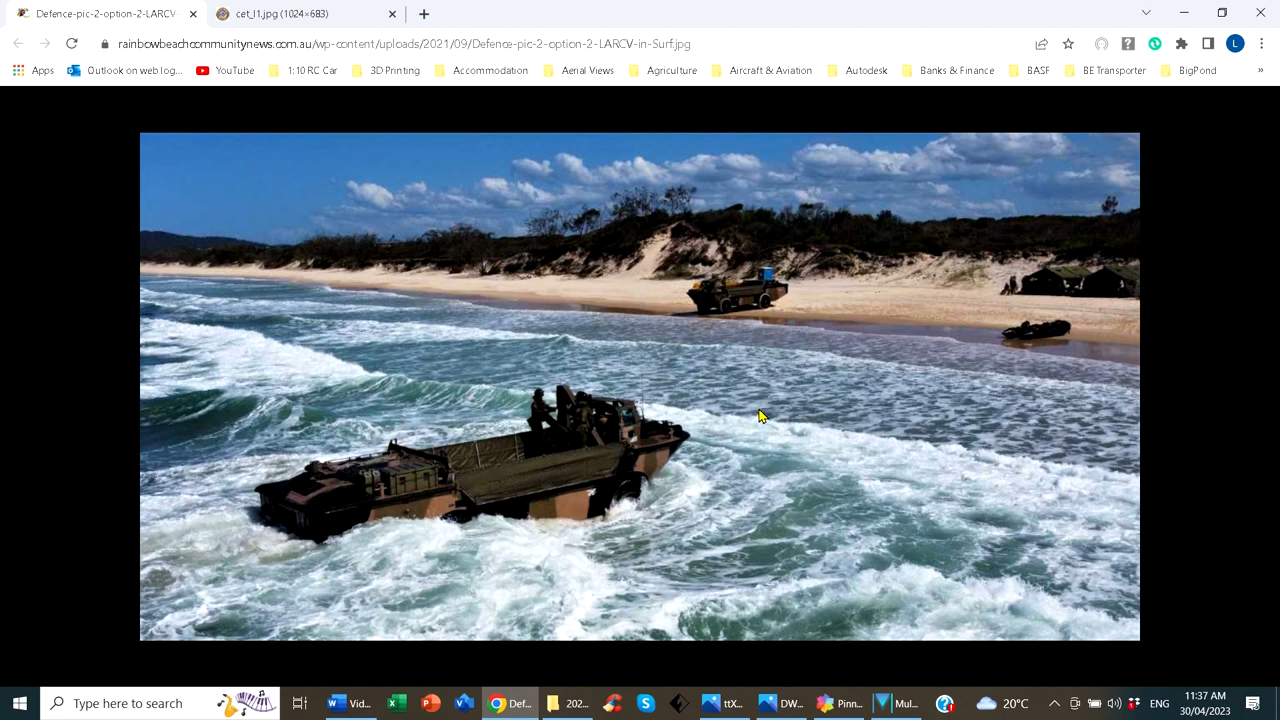 Defence-pic-2-option-2-LARCV-
cet_l1.jpg (1024×683)
rainbowbeachcommunitynews.com.au/wp-content/uploads/2021/09/Defence-pic-2-option-2-LARCV-in-Surf.jpg
L
Apps
Outlook on web log...
YouTube
1:10 RC Car
3D Printing
Accommodation
Aerial Views
Agriculture
Aircraft & Aviation
Autodesk
Banks & Finance
BASF
BE Transporter
BigPond
»
Type here to search
Vid...
Def...
202...
ttX...
DW...
Pinn...
Mul...
20°C
ENG
11:37 AM
30/04/2023